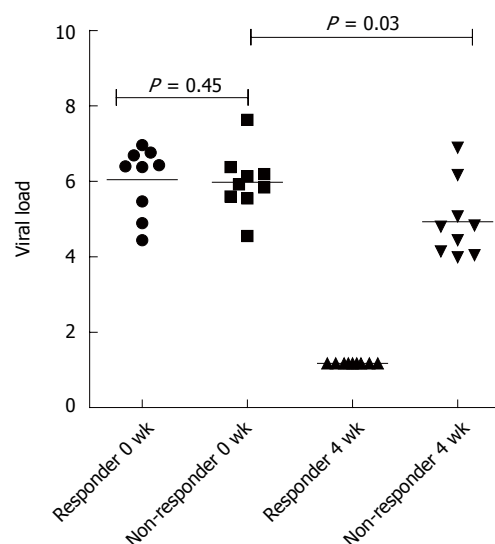 10
P = 0.03
P = 0.45
8
6
Viral load
4
2
0
Responder 0 wk
Non-responder 0 wk
Responder 4 wk
Non-responder 4 wk